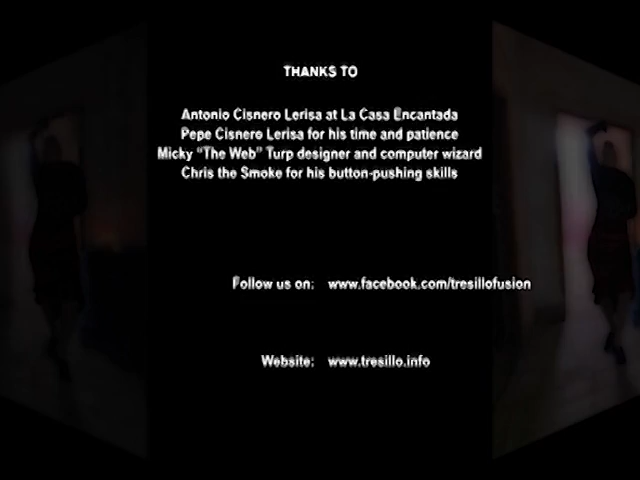 THANKS TO
Antonio Cisnero Lerisa at La Casa Encantada
Pepe Cisnero Lerisa for his time and patience
Micky “The Web” Turp designer and computer wizard
Chris the Smoke for his button-pushing skills
Follow us on: www.facebook.com/tresillofusion
Website: www.tresillo.info